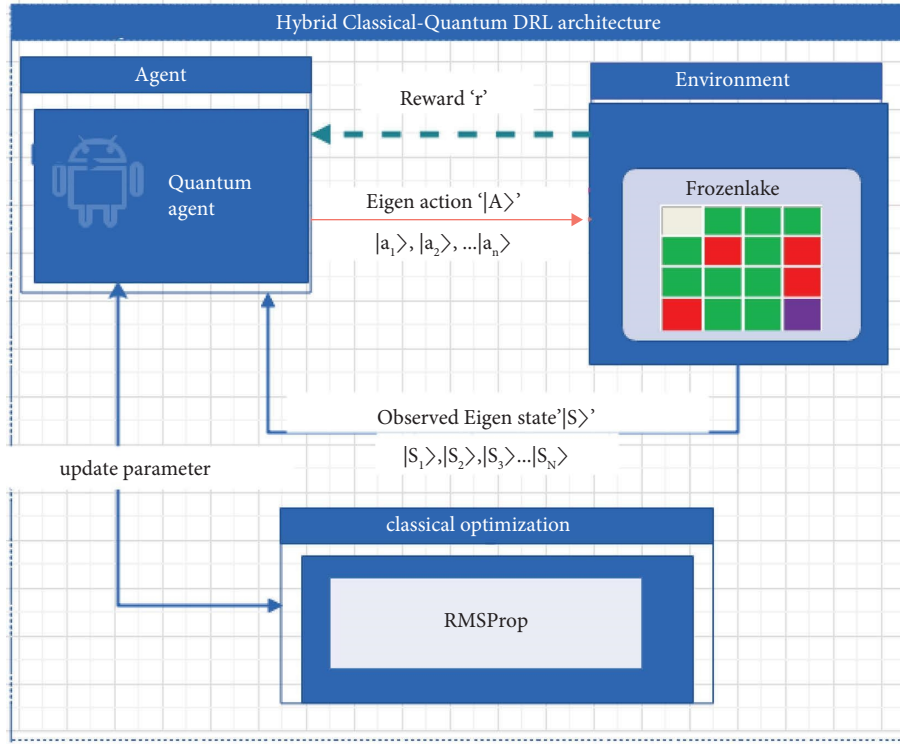 Hybrid Classical-Quantum DRL architecture
Agent
Environment
Reward ‘r’
Quantum
agent
Frozenlake
Eigen action ‘|A⟩’
|a₁⟩, |a₂⟩, ...|aₙ⟩
Observed Eigen state’|S⟩’
|S₁⟩,|S₂⟩,|S₃⟩...|S_N⟩
update parameter
classical optimization
RMSProp